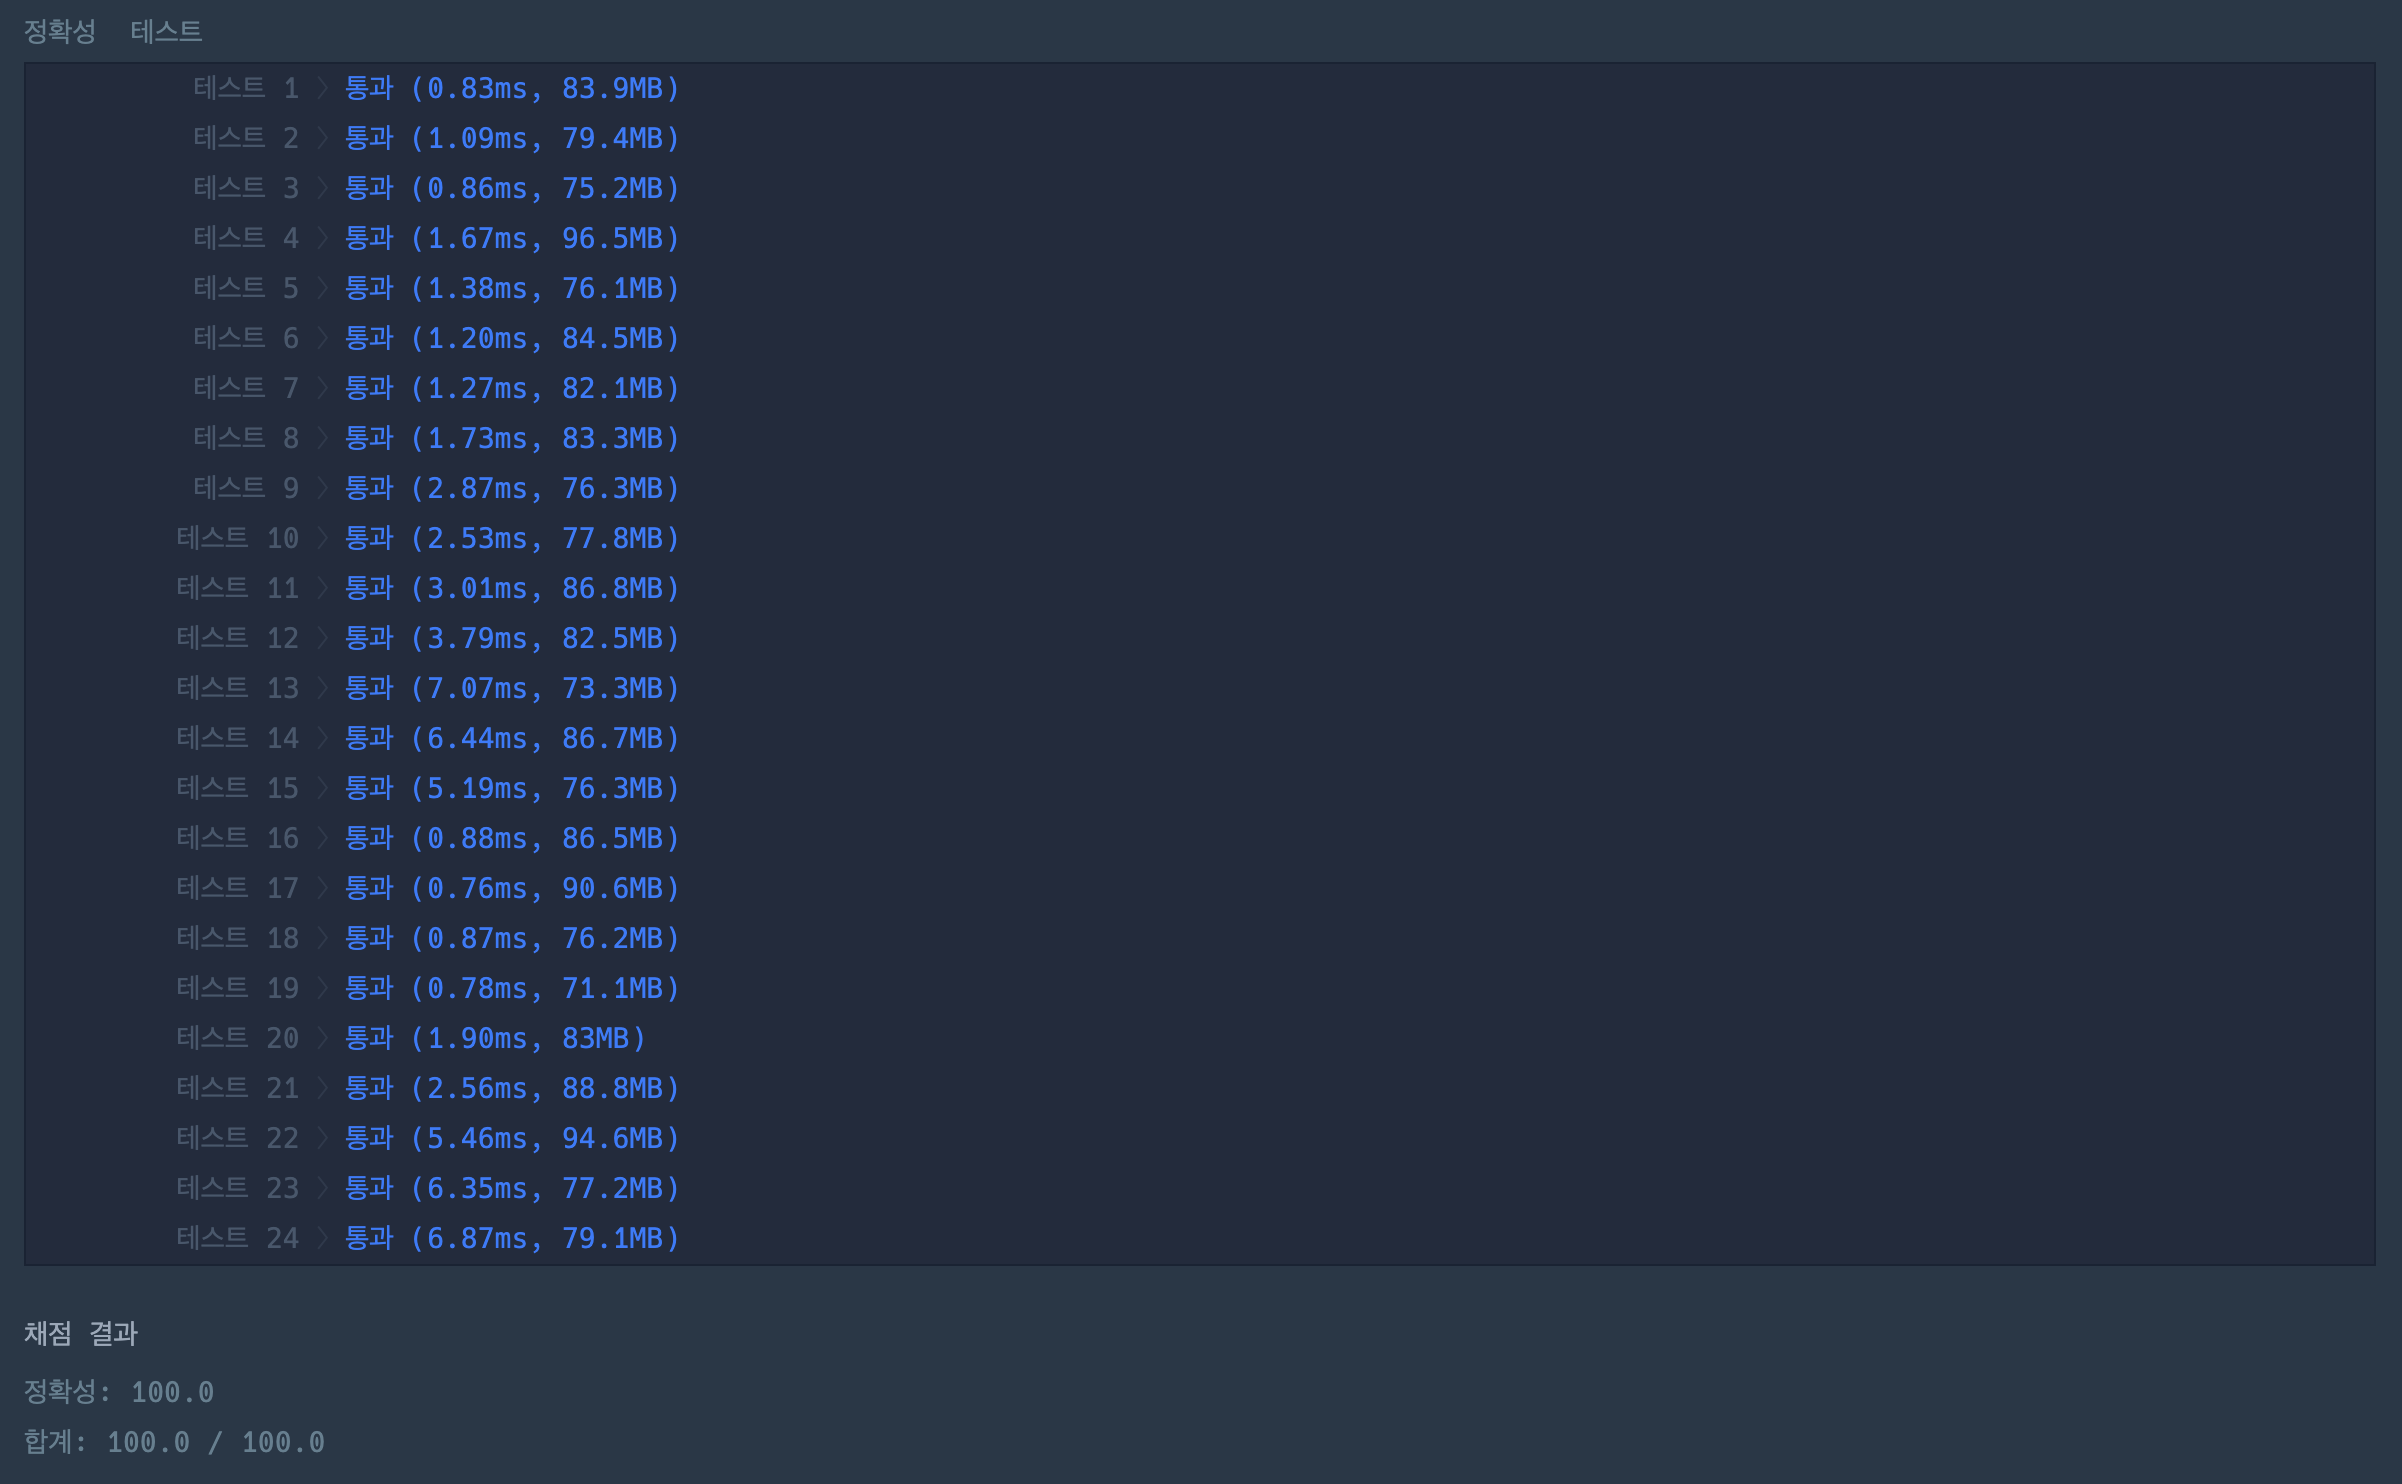 정확성 테스트
테스트 1 〉 통과 (0.83ms, 83.9MB)
테스트 2 〉 통과 (1.09ms, 79.4MB)
테스트 3 〉 통과 (0.86ms, 75.2MB)
테스트 4 〉 통과 (1.67ms, 96.5MB)
테스트 5 〉 통과 (1.38ms, 76.1MB)
테스트 6 〉 통과 (1.20ms, 84.5MB)
테스트 7 〉 통과 (1.27ms, 82.1MB)
테스트 8 〉 통과 (1.73ms, 83.3MB)
테스트 9 〉 통과 (2.87ms, 76.3MB)
테스트 10 〉 통과 (2.53ms, 77.8MB)
테스트 11 〉 통과 (3.01ms, 86.8MB)
테스트 12 〉 통과 (3.79ms, 82.5MB)
테스트 13 〉 통과 (7.07ms, 73.3MB)
테스트 14 〉 통과 (6.44ms, 86.7MB)
테스트 15 〉 통과 (5.19ms, 76.3MB)
테스트 16 〉 통과 (0.88ms, 86.5MB)
테스트 17 〉 통과 (0.76ms, 90.6MB)
테스트 18 〉 통과 (0.87ms, 76.2MB)
테스트 19 〉 통과 (0.78ms, 71.1MB)
테스트 20 〉 통과 (1.90ms, 83MB)
테스트 21 〉 통과 (2.56ms, 88.8MB)
테스트 22 〉 통과 (5.46ms, 94.6MB)
테스트 23 〉 통과 (6.35ms, 77.2MB)
테스트 24 〉 통과 (6.87ms, 79.1MB)
채점 결과
정확성: 100.0
합계: 100.0 / 100.0